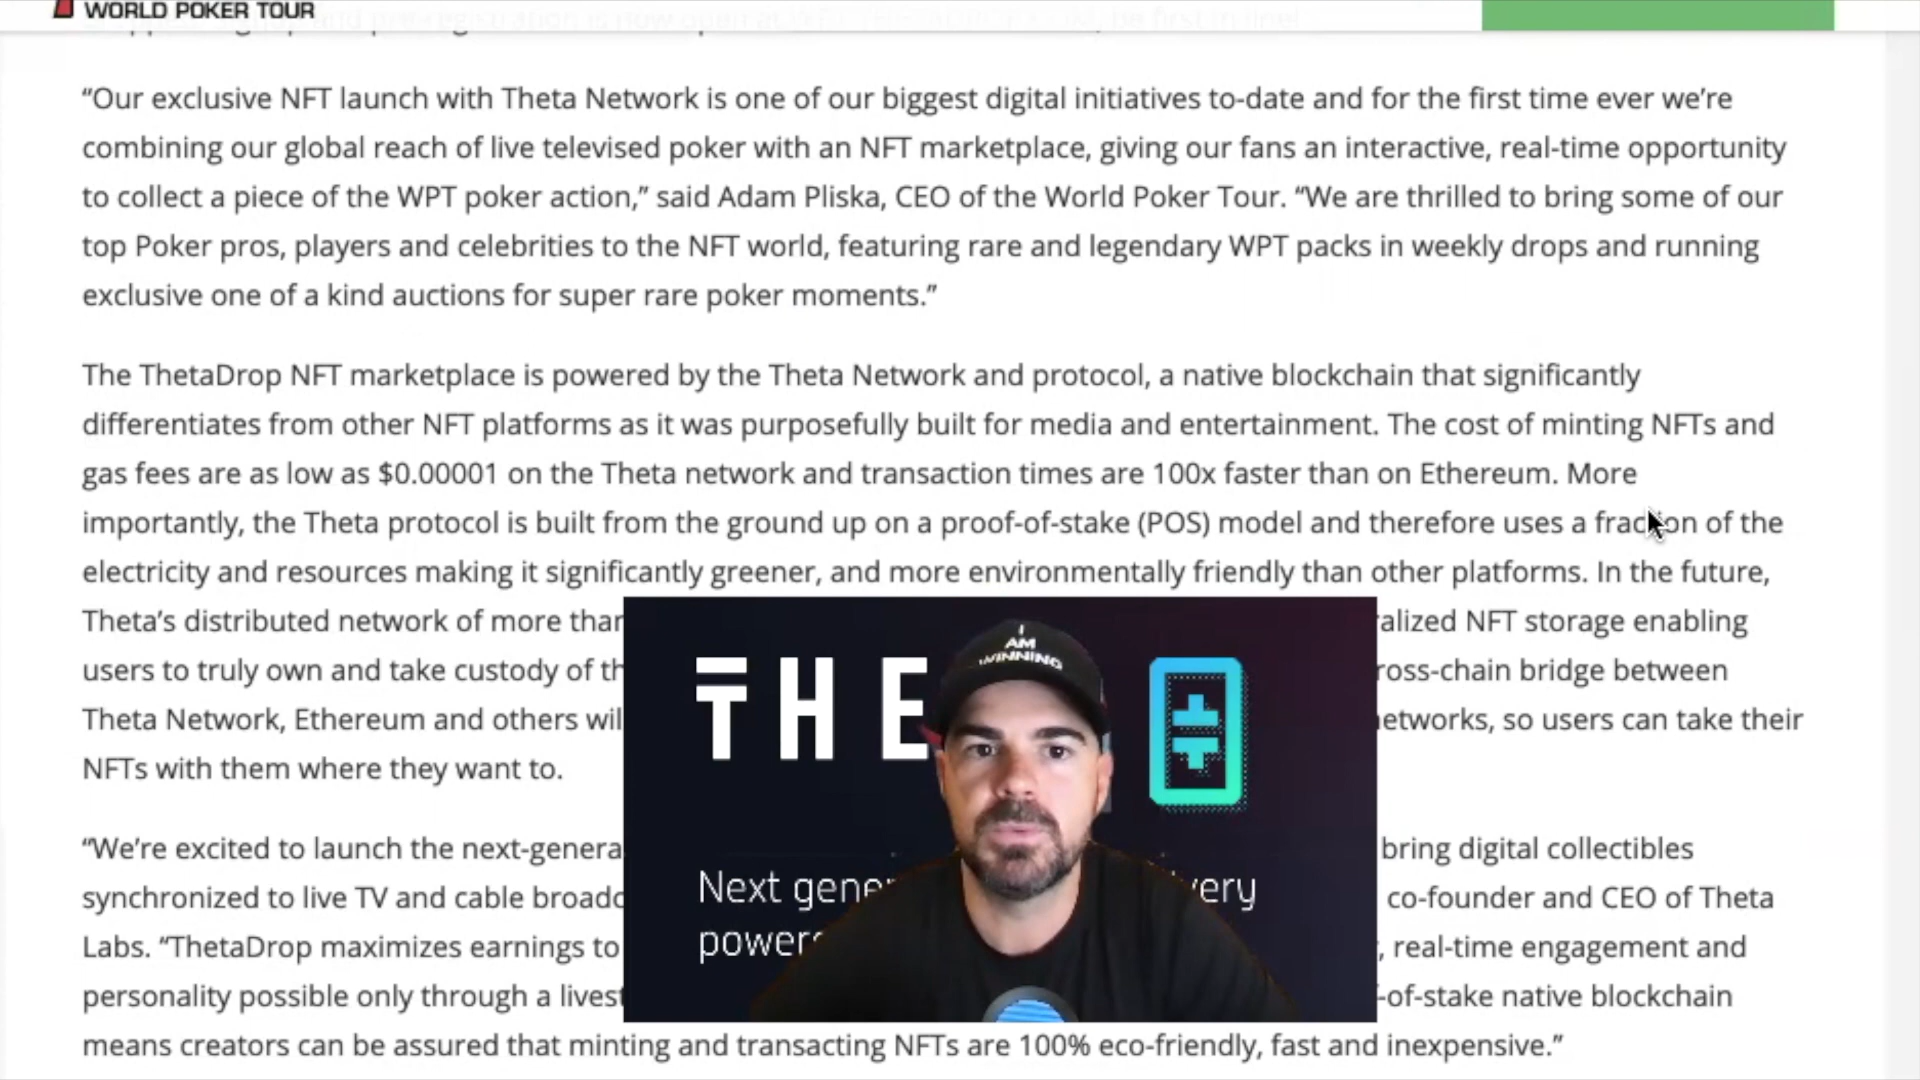 WORLD POKER TOUR
“Our exclusive NFT launch with Theta Network is one of our biggest digital initiatives to-date and for the first time ever we’re
combining our global reach of live televised poker with an NFT marketplace, giving our fans an interactive, real-time opportunity
to collect a piece of the WPT poker action,” said Adam Pliska, CEO of the World Poker Tour. “We are thrilled to bring some of our
top Poker pros, players and celebrities to the NFT world, featuring rare and legendary WPT packs in weekly drops and running
exclusive one of a kind auctions for super rare poker moments.”
The ThetaDrop NFT marketplace is powered by the Theta Network and protocol, a native blockchain that significantly
differentiates from other NFT platforms as it was purposefully built for media and entertainment. The cost of minting NFTs and
gas fees are as low as $0.00001 on the Theta network and transaction times are 100x faster than on Ethereum. More
importantly, the Theta protocol is built from the ground up on a proof-of-stake (POS) model and therefore uses a fraction of the
electricity and resources making it significantly greener, and more environmentally friendly than other platforms. In the future,
Theta’s distributed network of more NFT storage enabling
users to truly own and take custody of bridge between
Theta Network, Ethereum and others so users can take their
NFTs with them where they want to.
“We’re excited to launch the bring digital collectibles
synchronized to live TV and cable co-founder and CEO of Theta
Labs. “ThetaDrop maximizes earnings to , real-time engagement and
personality possible only through a -of-stake native blockchain
means creators can be assured that minting and transacting NFTs are 100% eco-friendly, fast and inexpensive.”
I
AM
WINNING
THE
Next